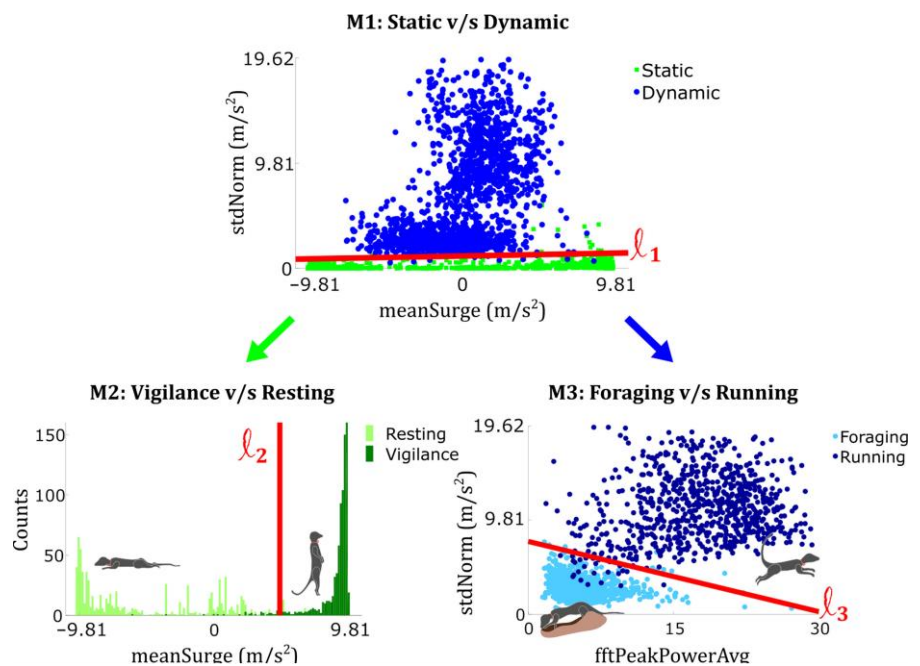 M1: Static v/s Dynamic
19.62
9.81
0
stdNorm (m/s²)
−9.81
0
9.81
meanSurge (m/s²)
Static
Dynamic
ℓ₁
M2: Vigilance v/s Resting
150
100
50
0
Counts
−9.81
0
9.81
meanSurge (m/s²)
Resting
Vigilance
ℓ₂
M3: Foraging v/s Running
19.62
9.81
0
stdNorm (m/s²)
0
15
30
fftPeakPowerAvg
Foraging
Running
ℓ₃